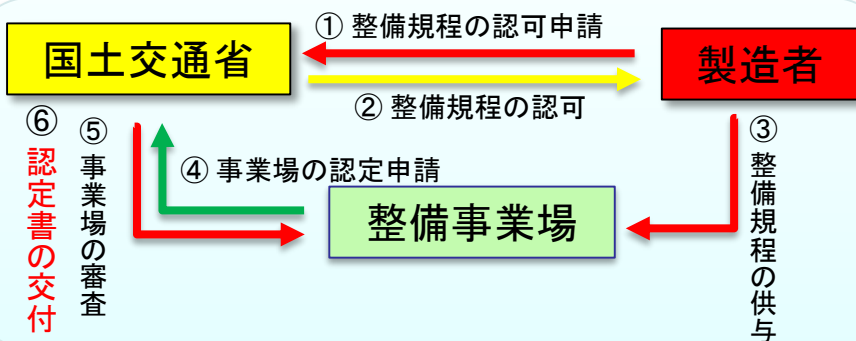 ① 整備規程の認可申請
国土交通省
製造者
② 整備規程の認可
③ 整備規程の供与
④ 事業場の認定申請
整備事業場
⑤ 事業場の審査
⑥ 認定書の交付